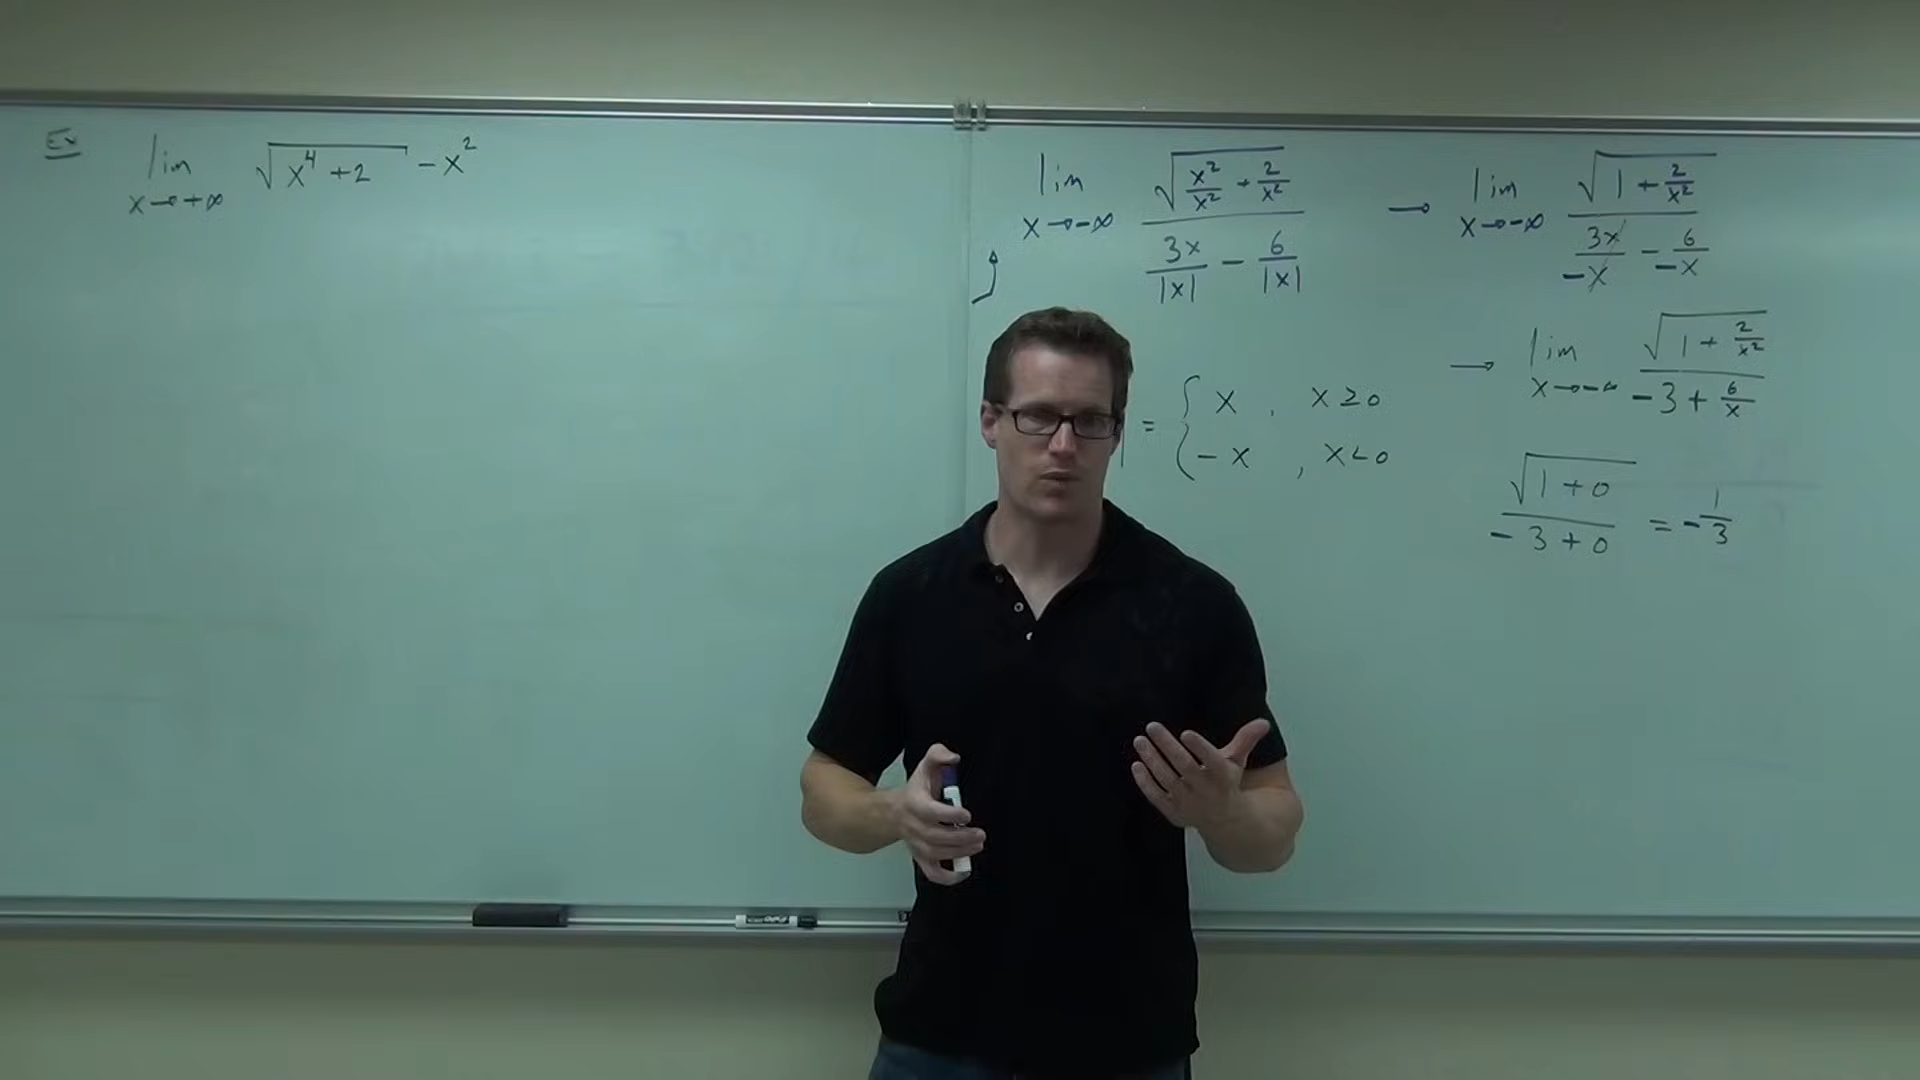 Ex lim x→+∞ √(x⁴+2) - x²
lim x→-∞ √(x²/x² + 2/x²) / (3x/|x| - 6/|x|) → lim x→-∞ √(1 + 2/x²) / (3x/-x - 6/-x)
→ lim x→-∞ √(1 + 2/x²) / (-3 + 6/x)
= { x , x ≥ 0
-x , x < 0
√(1+0) / (-3+0) = -1/3